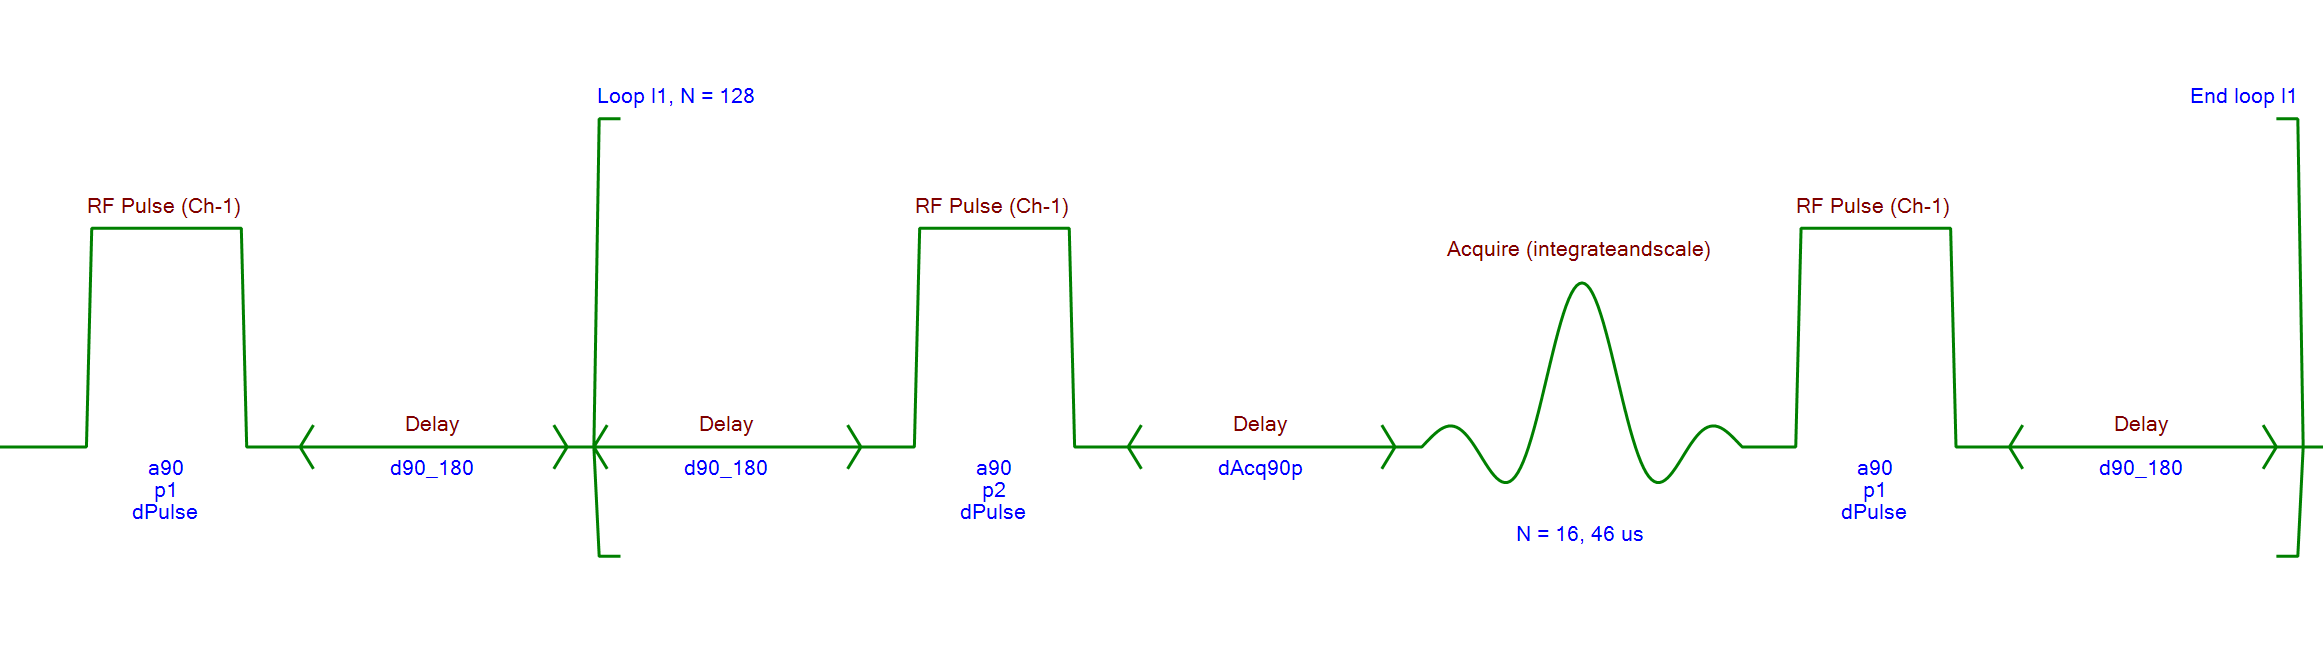 Loop l1, N = 128
End loop l1
RF Pulse (Ch-1)
RF Pulse (Ch-1)
RF Pulse (Ch-1)
Acquire (integrateandscale)
Delay
Delay
Delay
Delay
a90
p1
dPulse
d90_180
d90_180
a90
p2
dPulse
dAcq90p
N = 16, 46 us
a90
p1
dPulse
d90_180